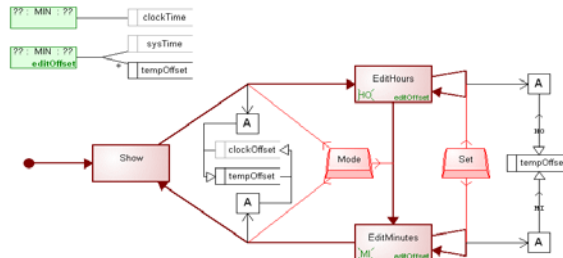 ?? : MIN : ??
clockTime
sysTime
?? : MIN : ??
editOffset
+
tempOffset
EditHours
HO
editOffset
A
A
Show
clockOffset
Mode
Set
HO
tempOffset
tempOffse
A
MI
EditMinutes
MI
editOffset
A